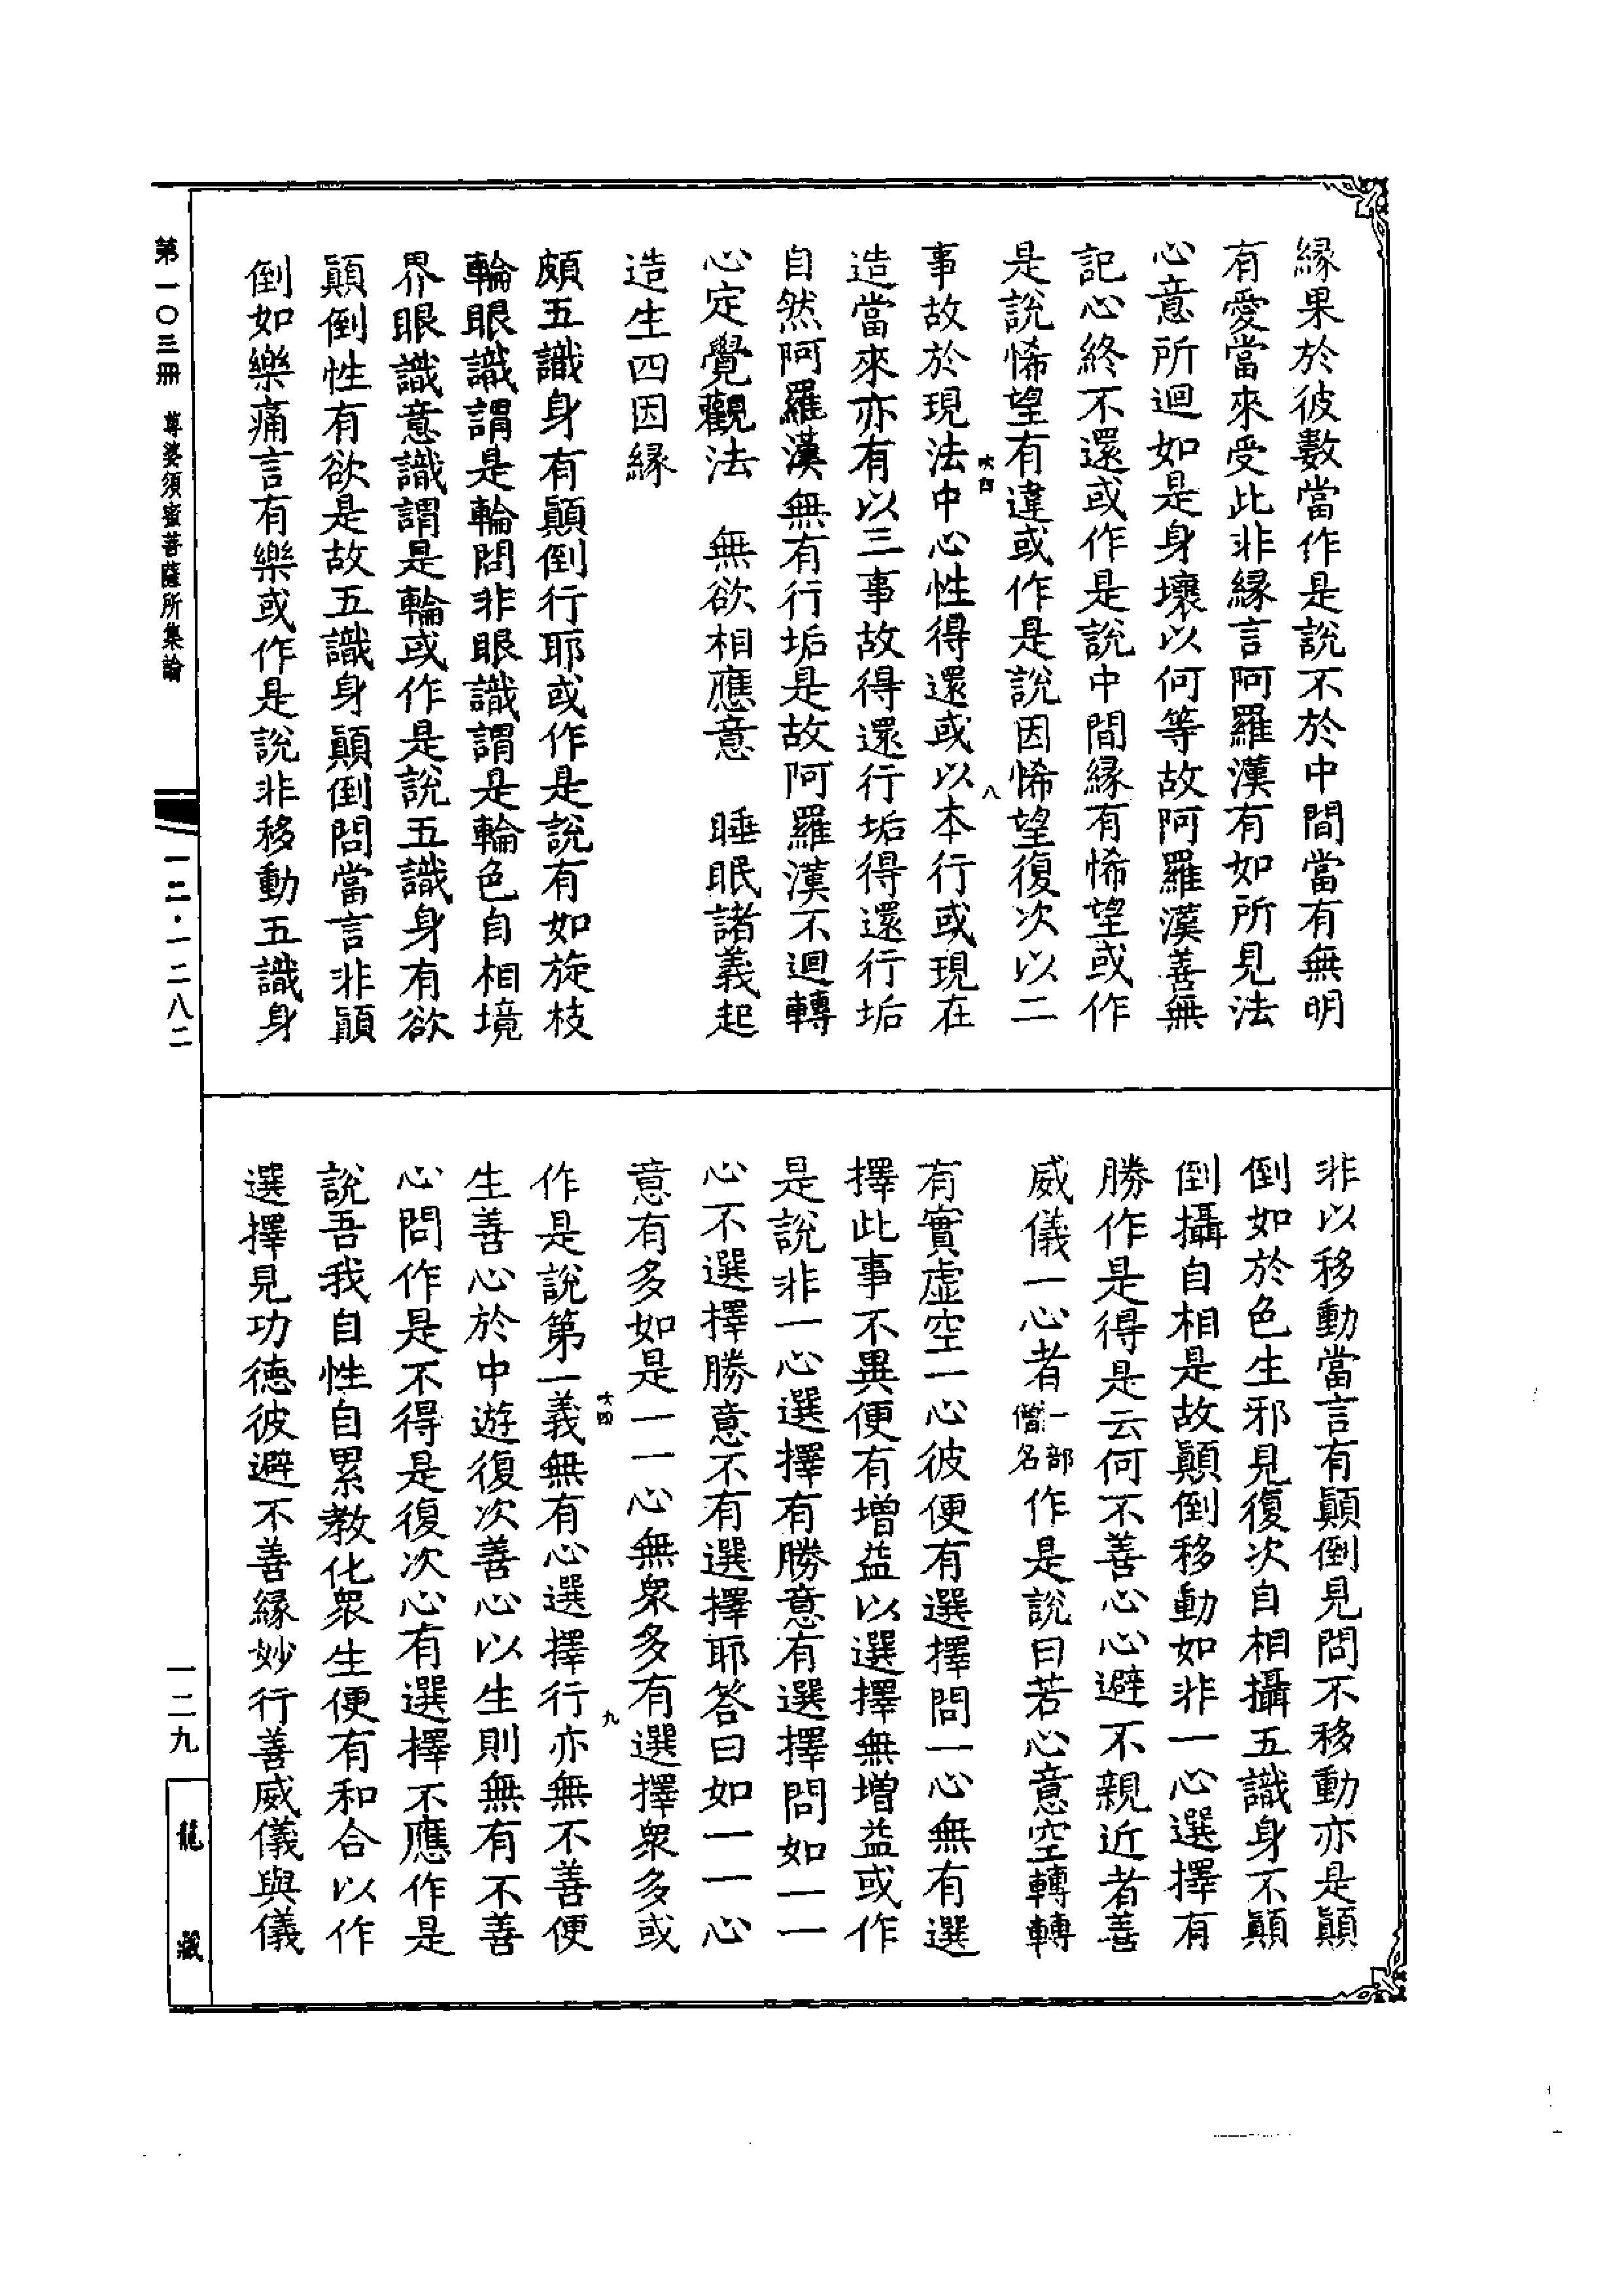 緣果於彼數當作是說不於中間當有無明
有愛當來受此非緣言阿羅漢有如所見法
心意所迴如是身壞以何等故阿羅漢善無
記心終不還或作是說中間緣有悕望或作
是說悕望有違或作是說因悕望復次以二
事故於現法中心性得還或以本行或現在
造當來亦有以三事故得還行垢得還行垢
自然阿羅漢無有行垢是故阿羅漢不迴轉
心定覺觀法　無欲相應意　睡眠諸義起
造生四因緣
頗五識身有顛倒行耶或作是說有如旋枝
輪眼識謂是輪問非眼識謂是輪色自相境
界眼識意識謂是輪或作是說五識身有欲
顛倒性有欲是故五識身顛倒問當言非顛
倒如樂痛言有樂或作是說非移動五識身
非以移動當言有顛倒見問不移動亦是顛
倒如於色生邪見復次自相攝五識身不顛
倒攝自相是故顛倒移動如非一心選擇有
勝作是得是云何不善心心避不親近者善
威儀一心者一部僧名作是說曰若心意空轉轉
有實虛空一心彼便有選擇問一心無有選
擇此事不異便有增益以選擇無增益或作
是說非一心選擇有勝意有選擇問如一一
心不選擇勝意不有選擇耶答曰如一一心
意有多如是一一心無眾多有選擇眾多或
作是說第一義無有心選擇行亦無不善便
生善心於中遊復次善心以生則無有不善
心問作是不得是復次心有選擇不應作是
說吾我自性自累教化眾生便有和合以作
選擇見功德彼避不善緣妙行善威儀與儀
八
九
第一〇三冊　尊婆須蜜菩薩所集論
一二·一二八二
一二九
龍藏